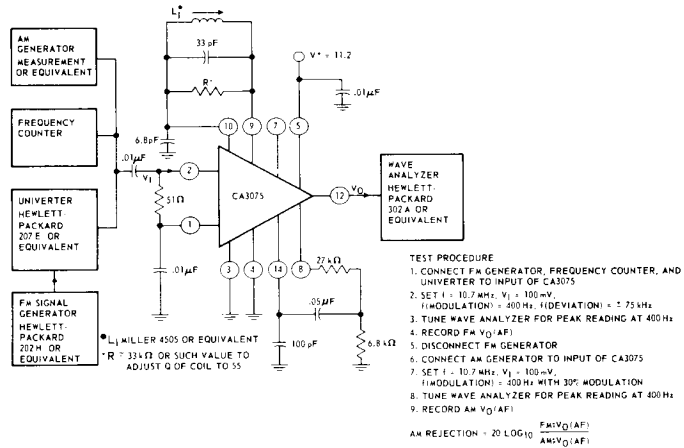 L₁*
AM
GENERATOR
MEASUREMENT
OR EQUIVALENT
33 pF
R*
V⁺ = 11.2
.01µF
FREQUENCY
COUNTER
6.8pF
10
9
7
5
.01µF
V₁
2
51Ω
1
CA3075
12
V₀
WAVE
ANALYZER
HEWLETT-
PACKARD
302 A OR
EQUIVALENT
UNIVERTER
HEWLETT-
PACKARD
207 E OR
EQUIVALENT
.01µF
3
4
14
8
27 kΩ
.05µF
100 pF
6.8 kΩ
FM SIGNAL
GENERATOR
HEWLETT-
PACKARD
202 H OR
EQUIVALENT
● L₁ MILLER 4505 OR EQUIVALENT
*R = 33 kΩ OR SUCH VALUE TO
ADJUST Q OF COIL TO 55
TEST PROCEDURE
1. CONNECT FM GENERATOR, FREQUENCY COUNTER, AND
UNIVERTER TO INPUT OF CA3075
2. SET f = 10.7 MHz, V₁ = 100 mV,
f(MODULATION) = 400 Hz, f(DEVIATION) = ± 75 kHz
3. TUNE WAVE ANALYZER FOR PEAK READING AT 400 Hz
4. RECORD FM V₀(AF)
5. DISCONNECT FM GENERATOR
6. CONNECT AM GENERATOR TO INPUT OF CA3075
7. SET f = 10.7 MHz, V₁ = 100 mV,
f(MODULATION) = 400 Hz WITH 30% MODULATION
8. TUNE WAVE ANALYZER FOR PEAK READING AT 400 Hz
9. RECORD AM V₀(AF)
AM REJECTION = 20 LOG₁₀ FM:V₀(AF)
AM:V₀(AF)